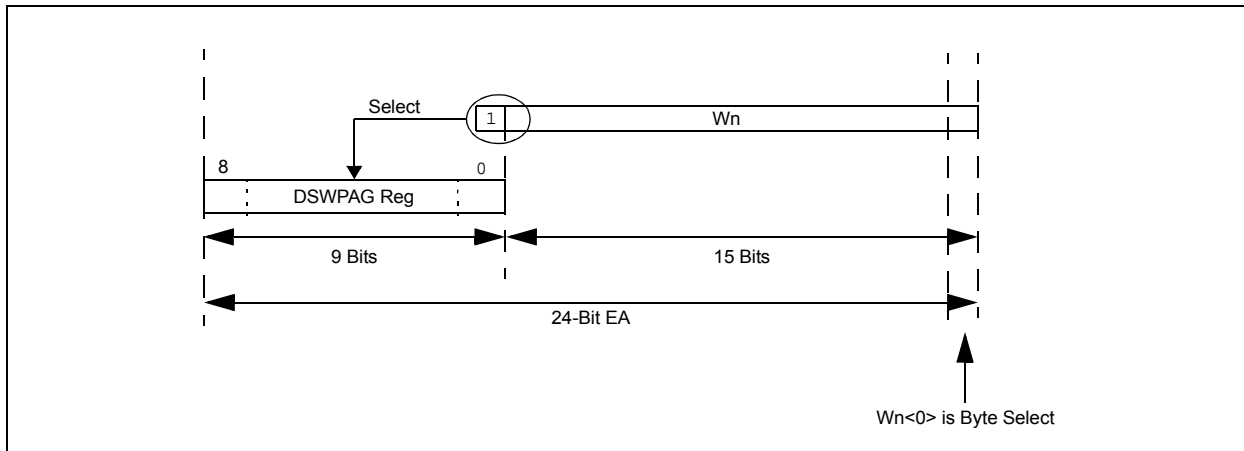 Select
1
Wn
8
0
DSWPAG Reg
9 Bits
15 Bits
24-Bit EA
Wn<0> is Byte Select